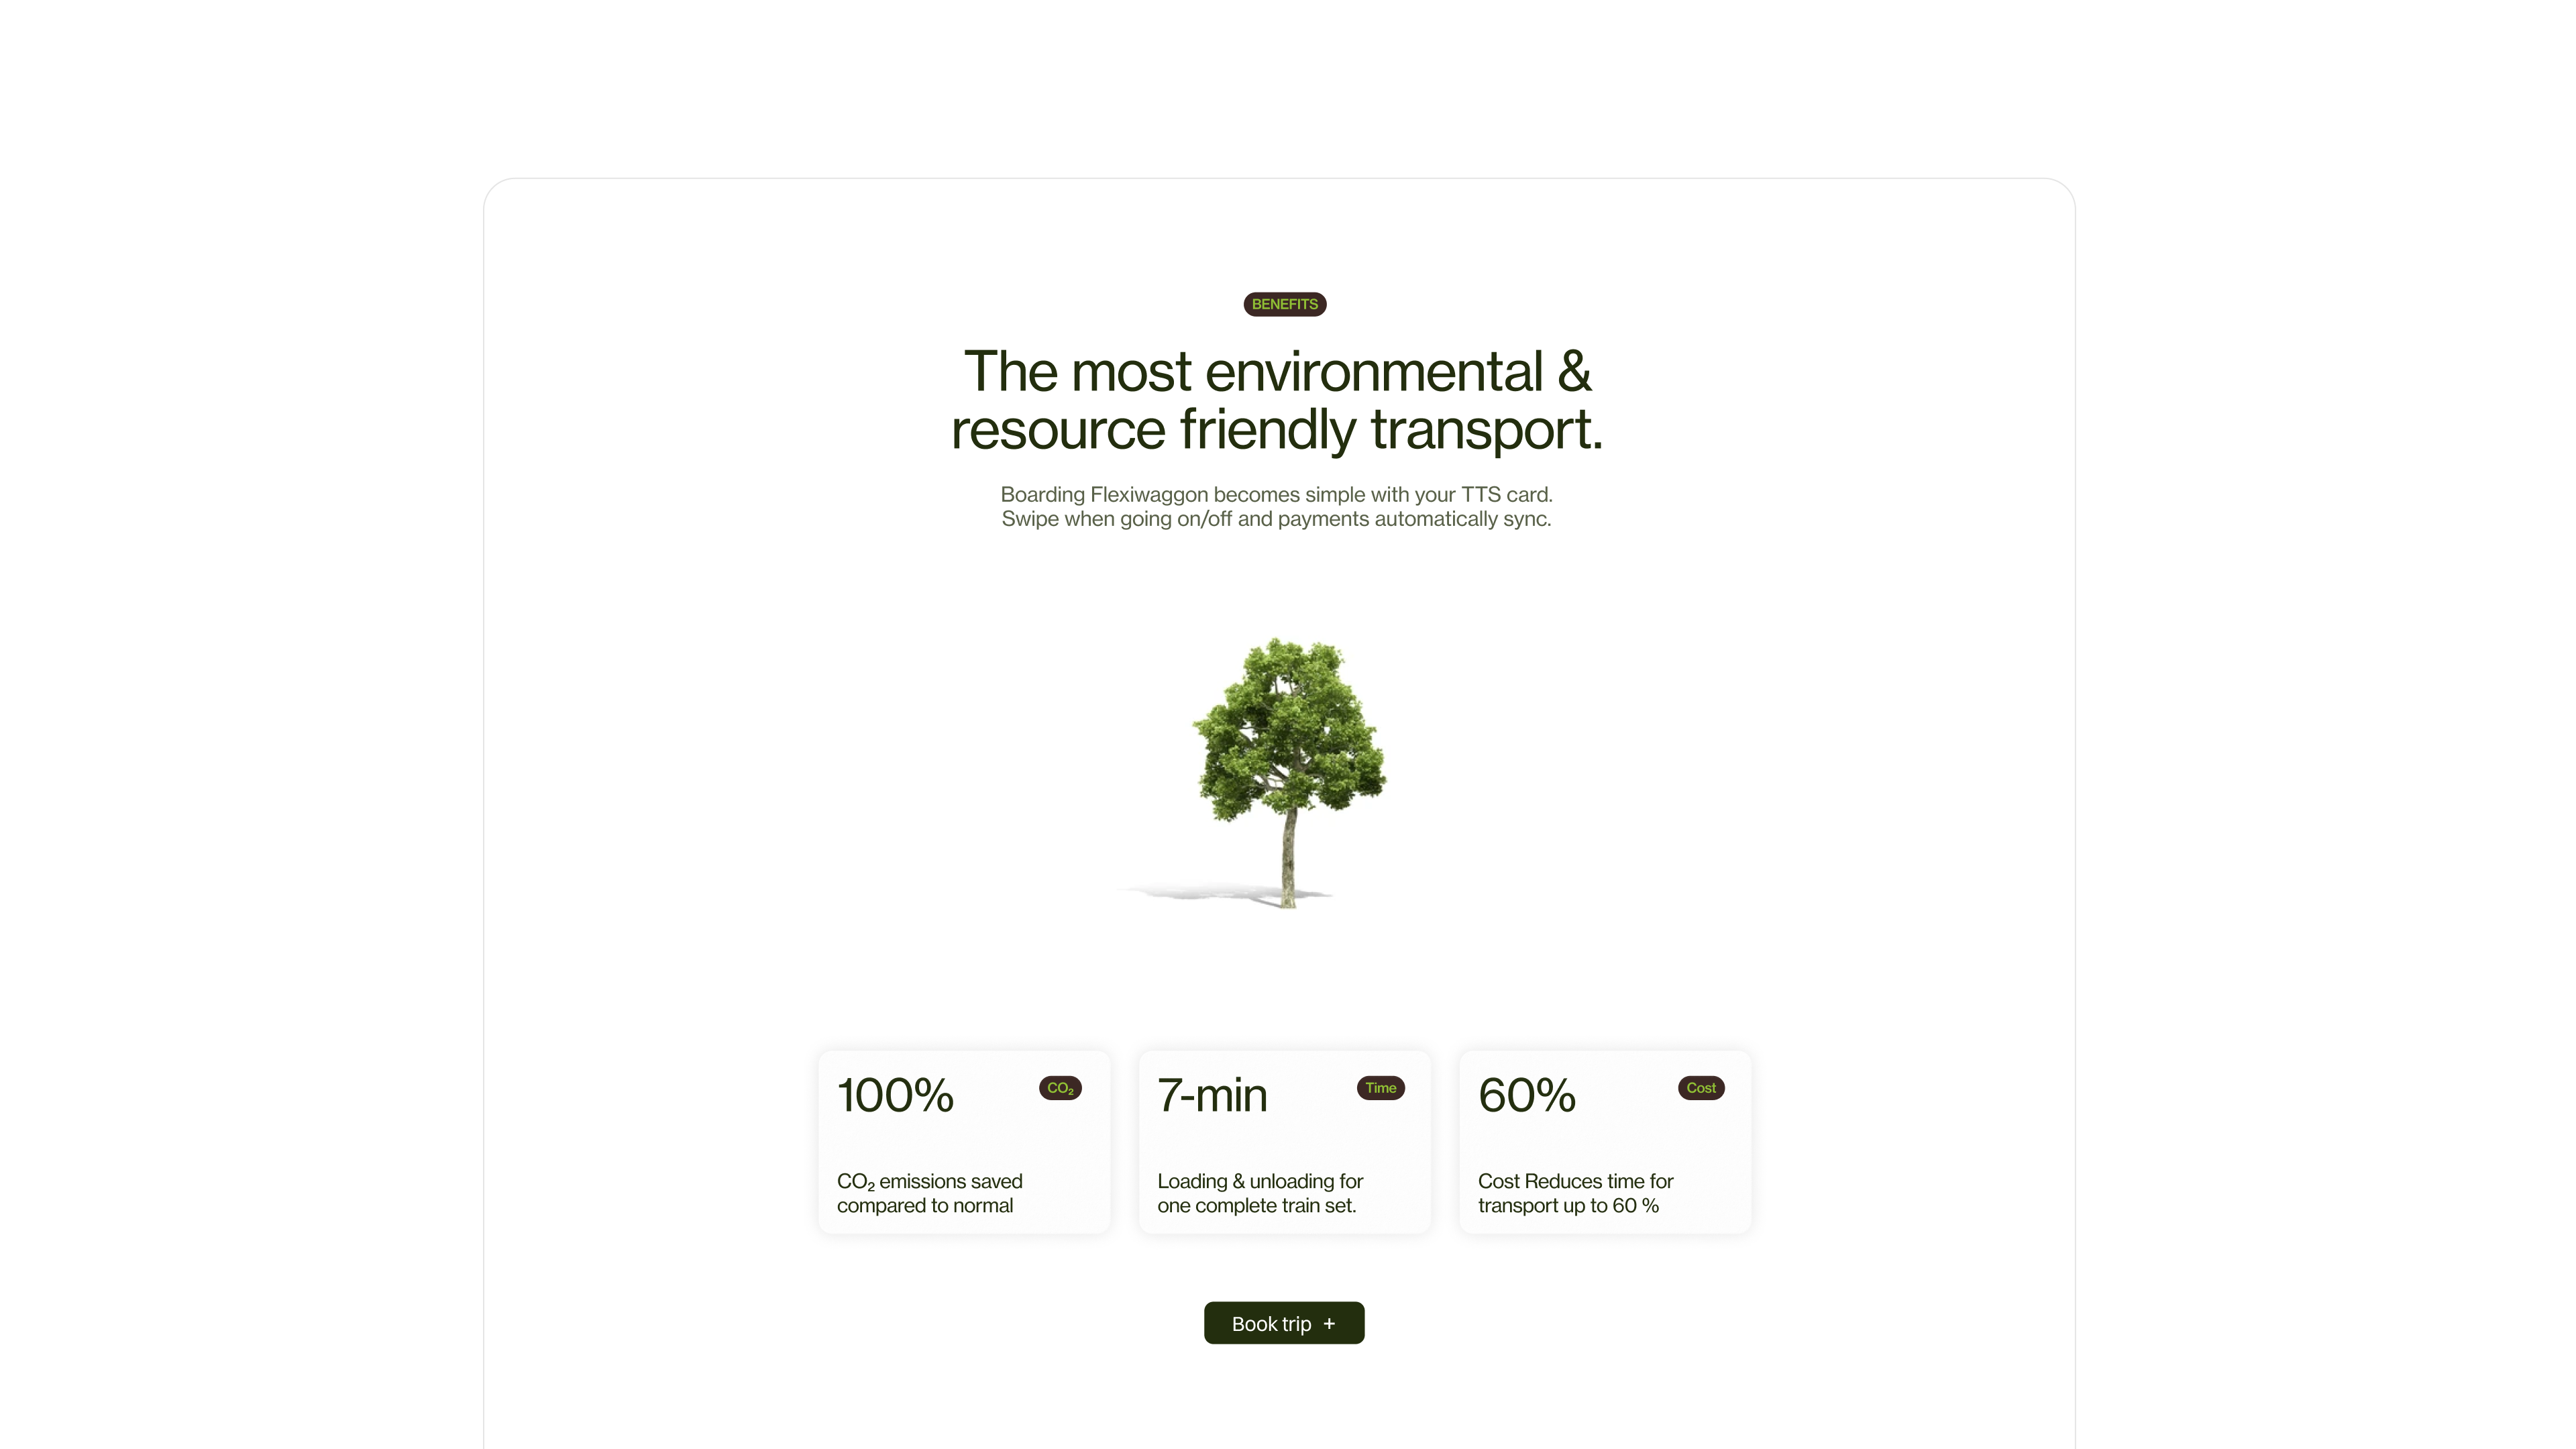 BENEFITS
The most environmental &
resource friendly transport.
Boarding Flexiwaggon becomes simple with your TTS card.
Swipe when going on/off and payments automatically sync.
100%
CO₂
CO₂ emissions saved
compared to normal
7-min
Time
Loading & unloading for
one complete train set.
60%
Cost
Cost Reduces time for
transport up to 60 %
Book trip +